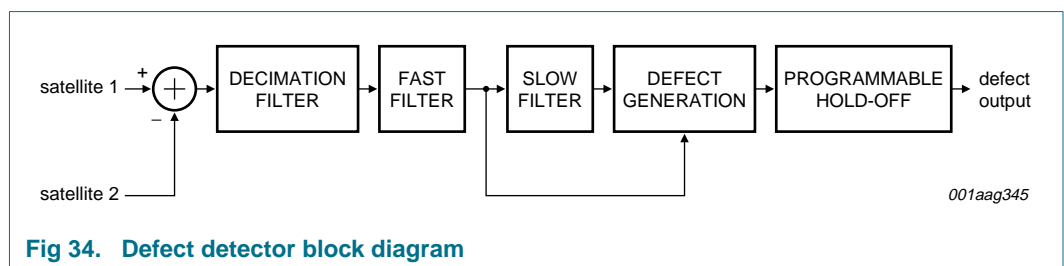 satellite 1
+
−
satellite 2
DECIMATION
FILTER
FAST
FILTER
SLOW
FILTER
DEFECT
GENERATION
PROGRAMMABLE
HOLD-OFF
defect
output
001aag345
Fig 34. Defect detector block diagram